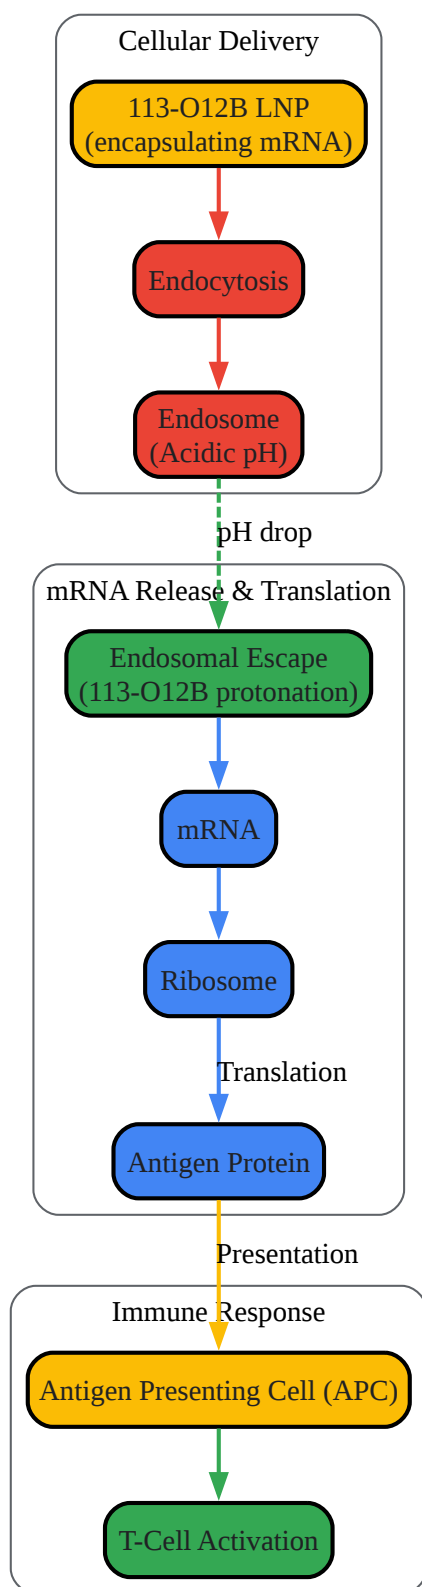 Cellular Delivery
113-O12B LNP
(encapsulating mRNA)
Endocytosis
Endosome
(Acidic pH)
pH drop
mRNA Release & Translation
Endosomal Escape
(113-O12B protonation)
mRNA
Ribosome
Translation
Antigen Protein
Presentation
Immune Response
Antigen Presenting Cell (APC)
T-Cell Activation